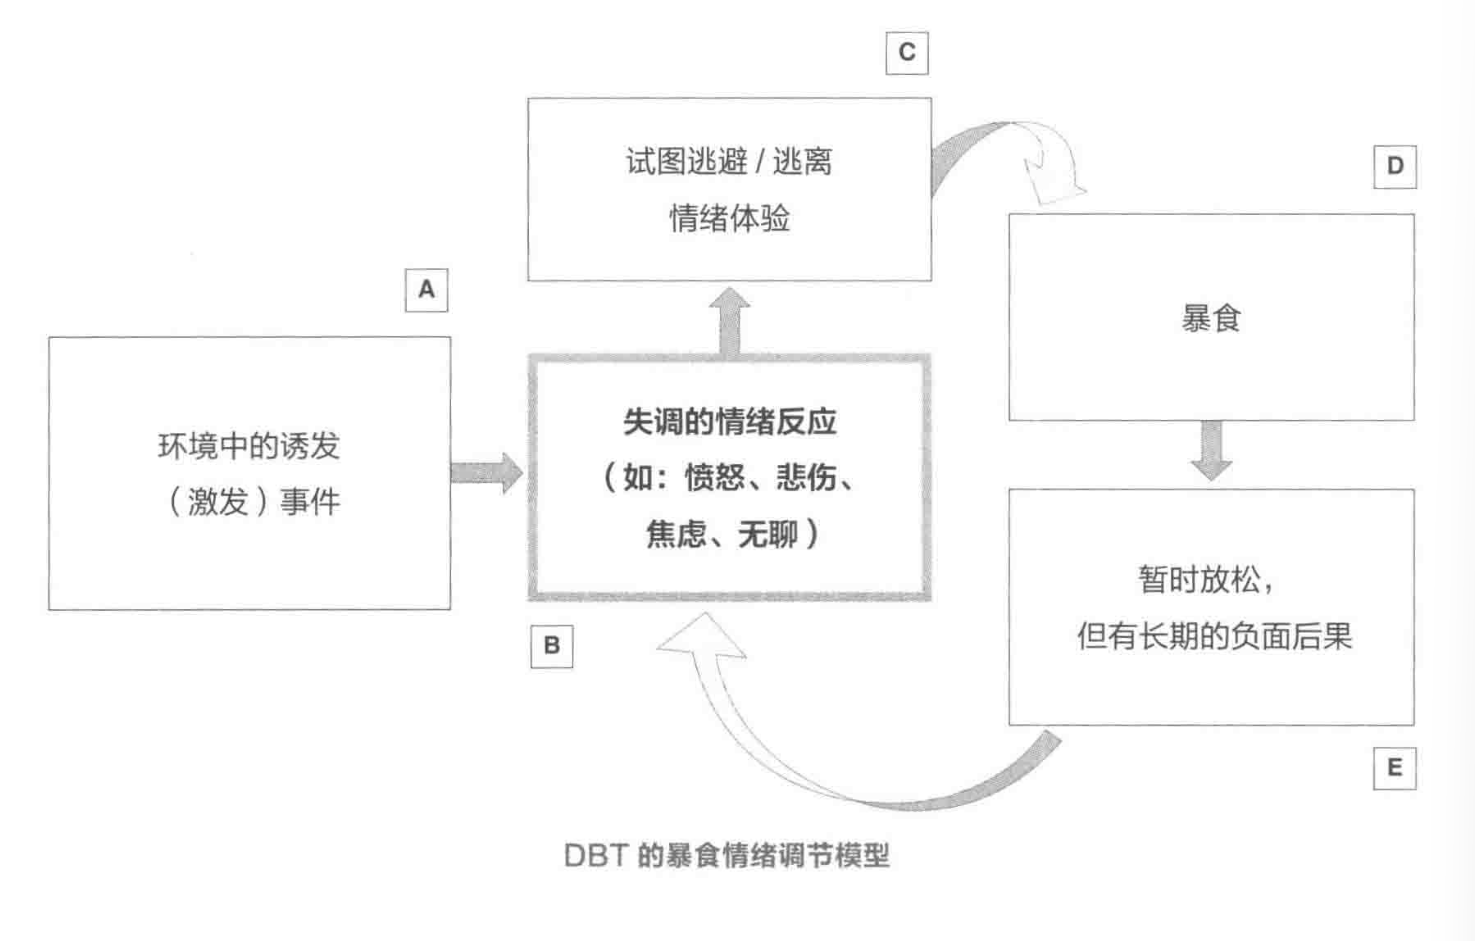 C
试图逃避 / 逃离
情绪体验
D
暴食
A
环境中的诱发
（激发）事件
失调的情绪反应
（如：愤怒、悲伤、
焦虑、无聊）
B
暂时放松，
但有长期的负面后果
E
DBT 的暴食情绪调节模型